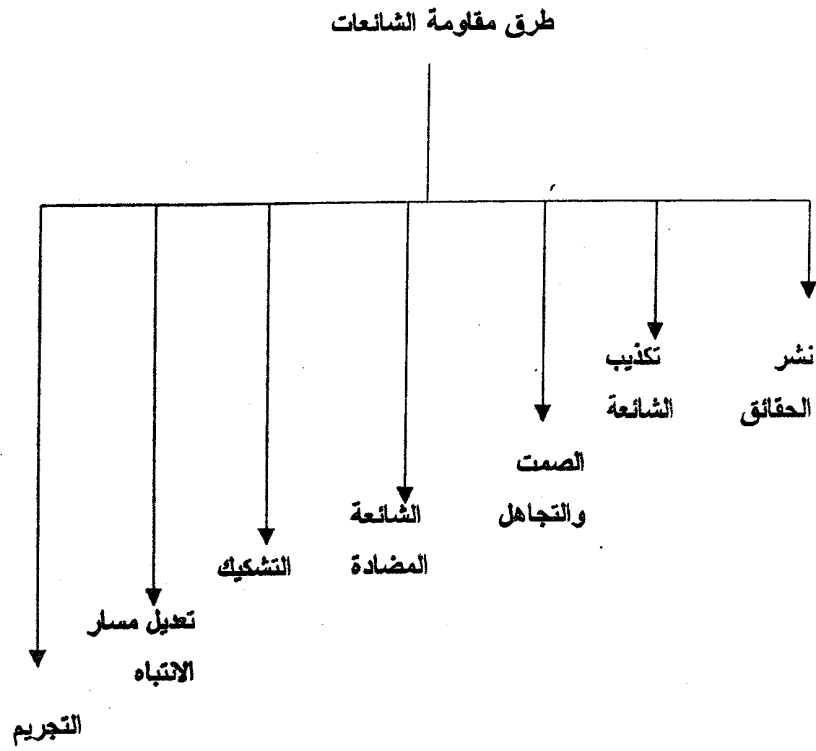 طرق مقاومة الشائعات
نشر
الحقائق
تكذيب
الشائعة
الصمت
والتجاهل
الشائعة
المضادة
التشكيك
تعديل مسار
الانتباه
التجريم